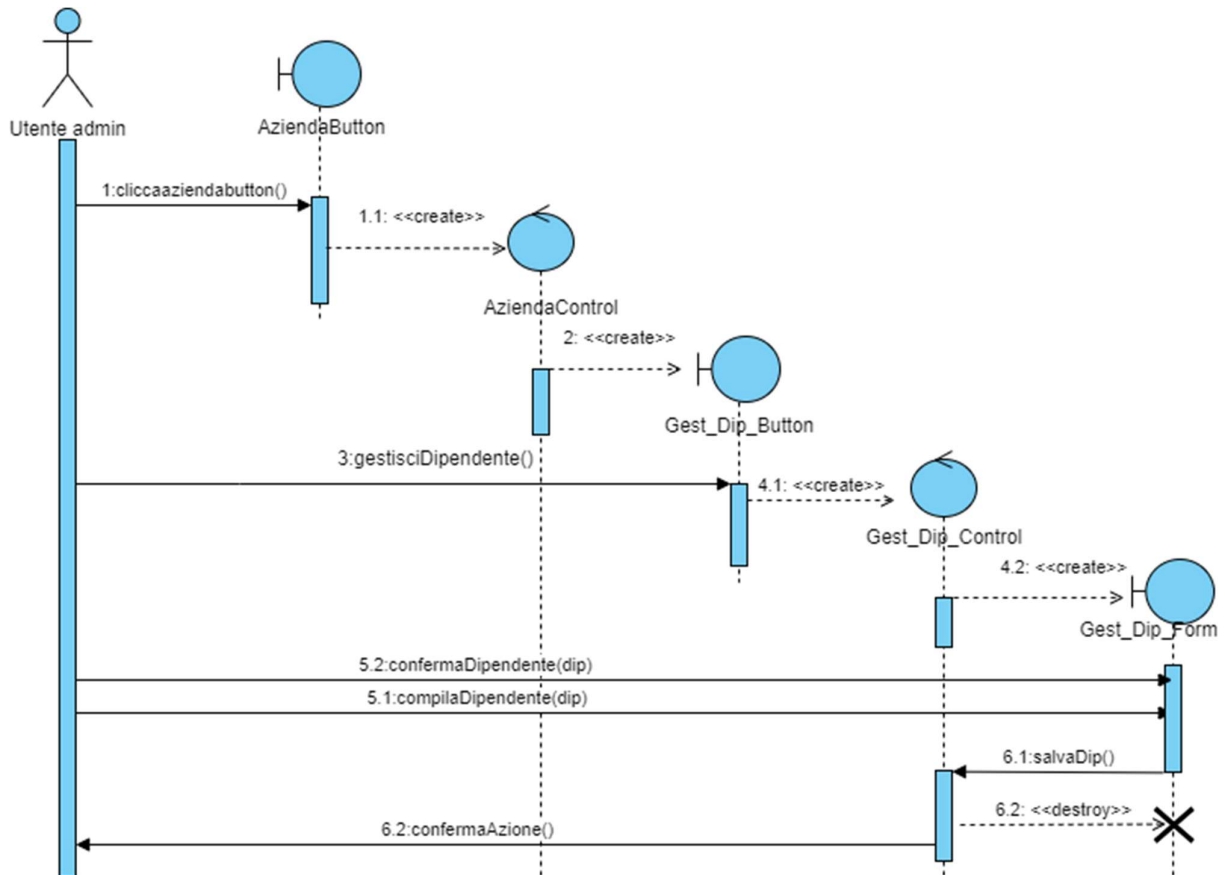 Utente admin
AziendaButton
1:cliccaaziendabutton()
1.1: <<create>>
AziendaControl
2: <<create>>
Gest_Dip_Button
3:gestisciDipendente()
4.1: <<create>>
Gest_Dip_Control
4.2: <<create>>
Gest_Dip_Form
5.2:confermaDipendente(dip)
5.1:compilaDipendente(dip)
6.1:salvaDip()
6.2: <<destroy>>
6.2:confermaAzione()